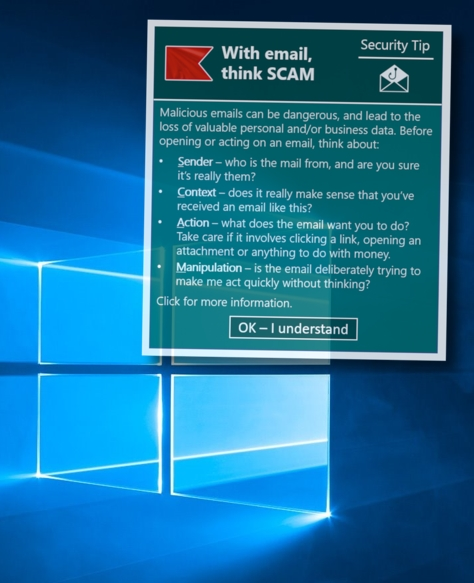 With email,
think SCAM
Security Tip
Malicious emails can be dangerous, and lead to the
loss of valuable personal and/or business data. Before
opening or acting on an email, think about:
• Sender – who is the mail from, and are you sure
it's really them?
• Context – does it really make sense that you've
received an email like this?
• Action – what does the email want you to do?
Take care if it involves clicking a link, opening an
attachment or anything to do with money.
• Manipulation – is the email deliberately trying to
make me act quickly without thinking?
Click for more information.
OK – I understand